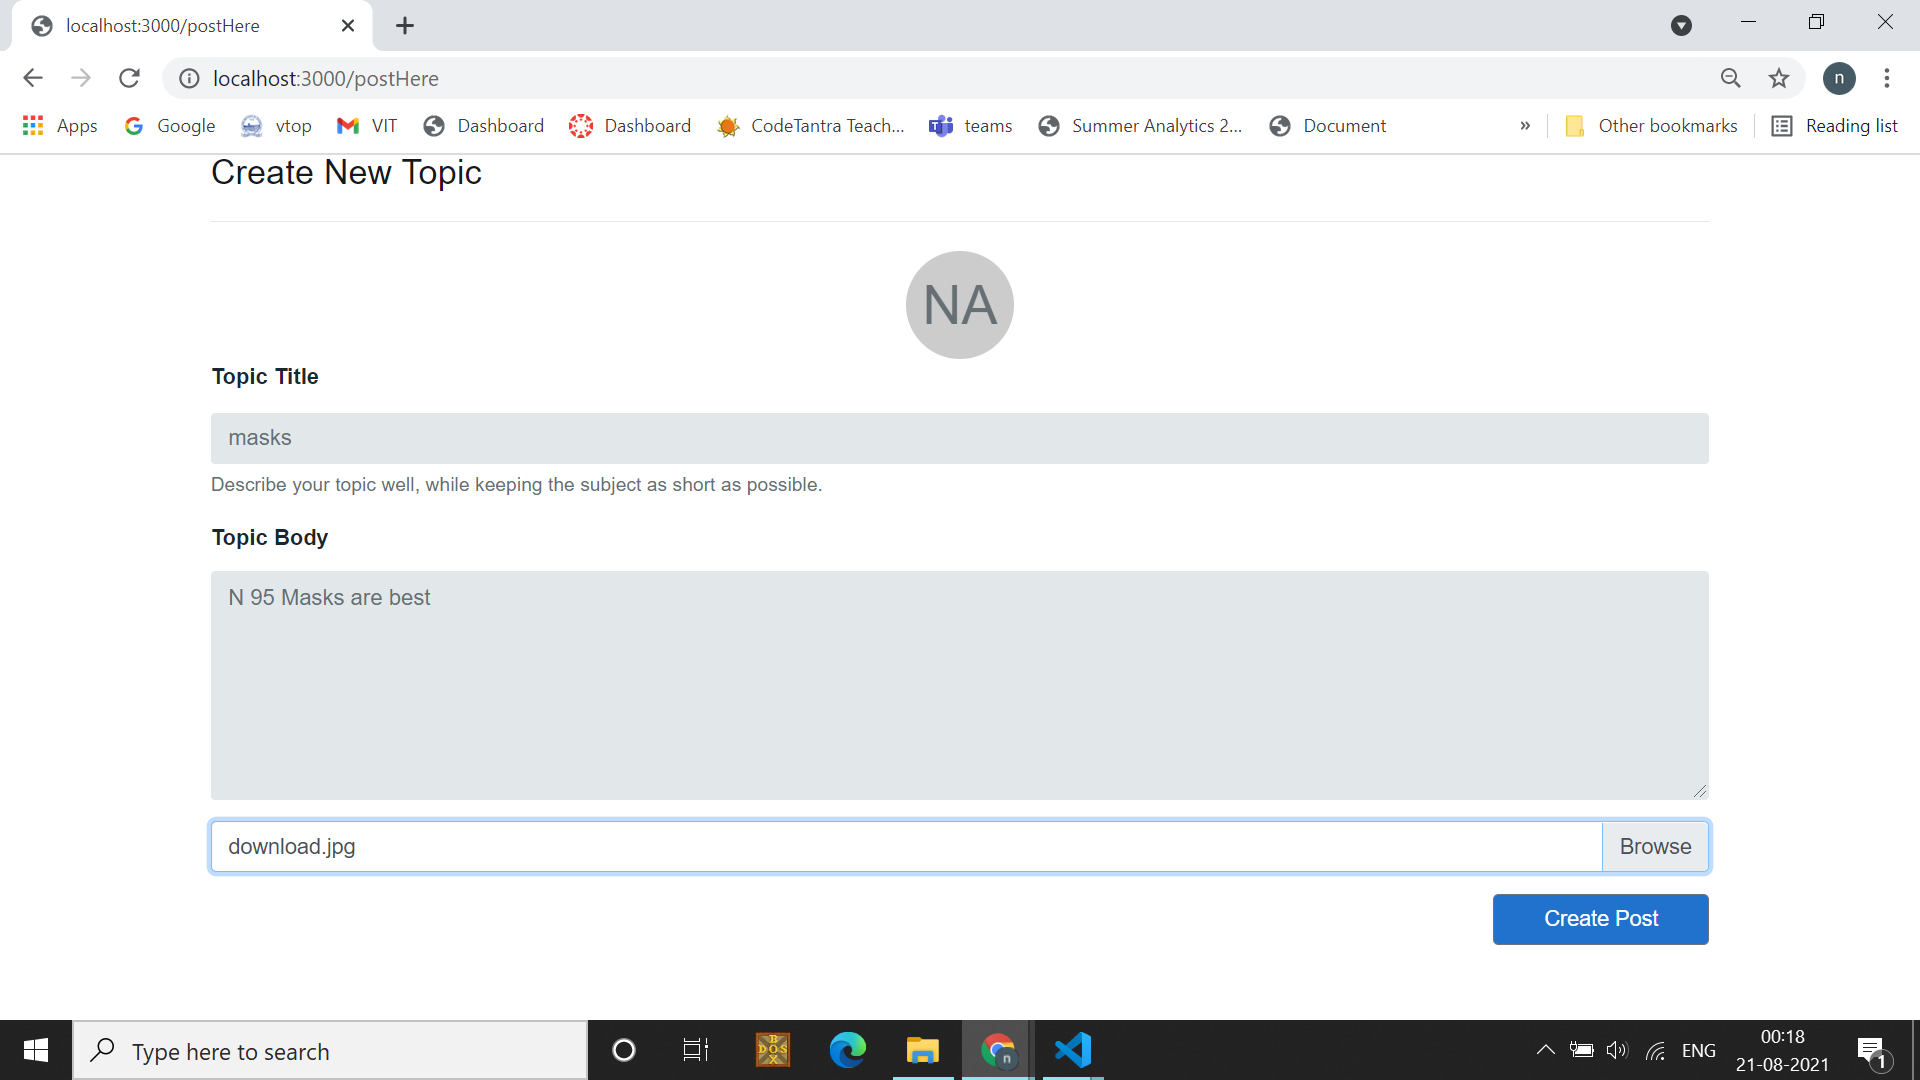 localhost:3000/postHere
localhost:3000/postHere
n
Apps Google vtop VIT Dashboard Dashboard CodeTantra Teach... teams Summer Analytics 2... Document » Other bookmarks Reading list
Create New Topic
NA
Topic Title
masks
Describe your topic well, while keeping the subject as short as possible.
Topic Body
N 95 Masks are best
download.jpg Browse
Create Post
Type here to search
DOS BOX
n
ENG
00:18
21-08-2021
1